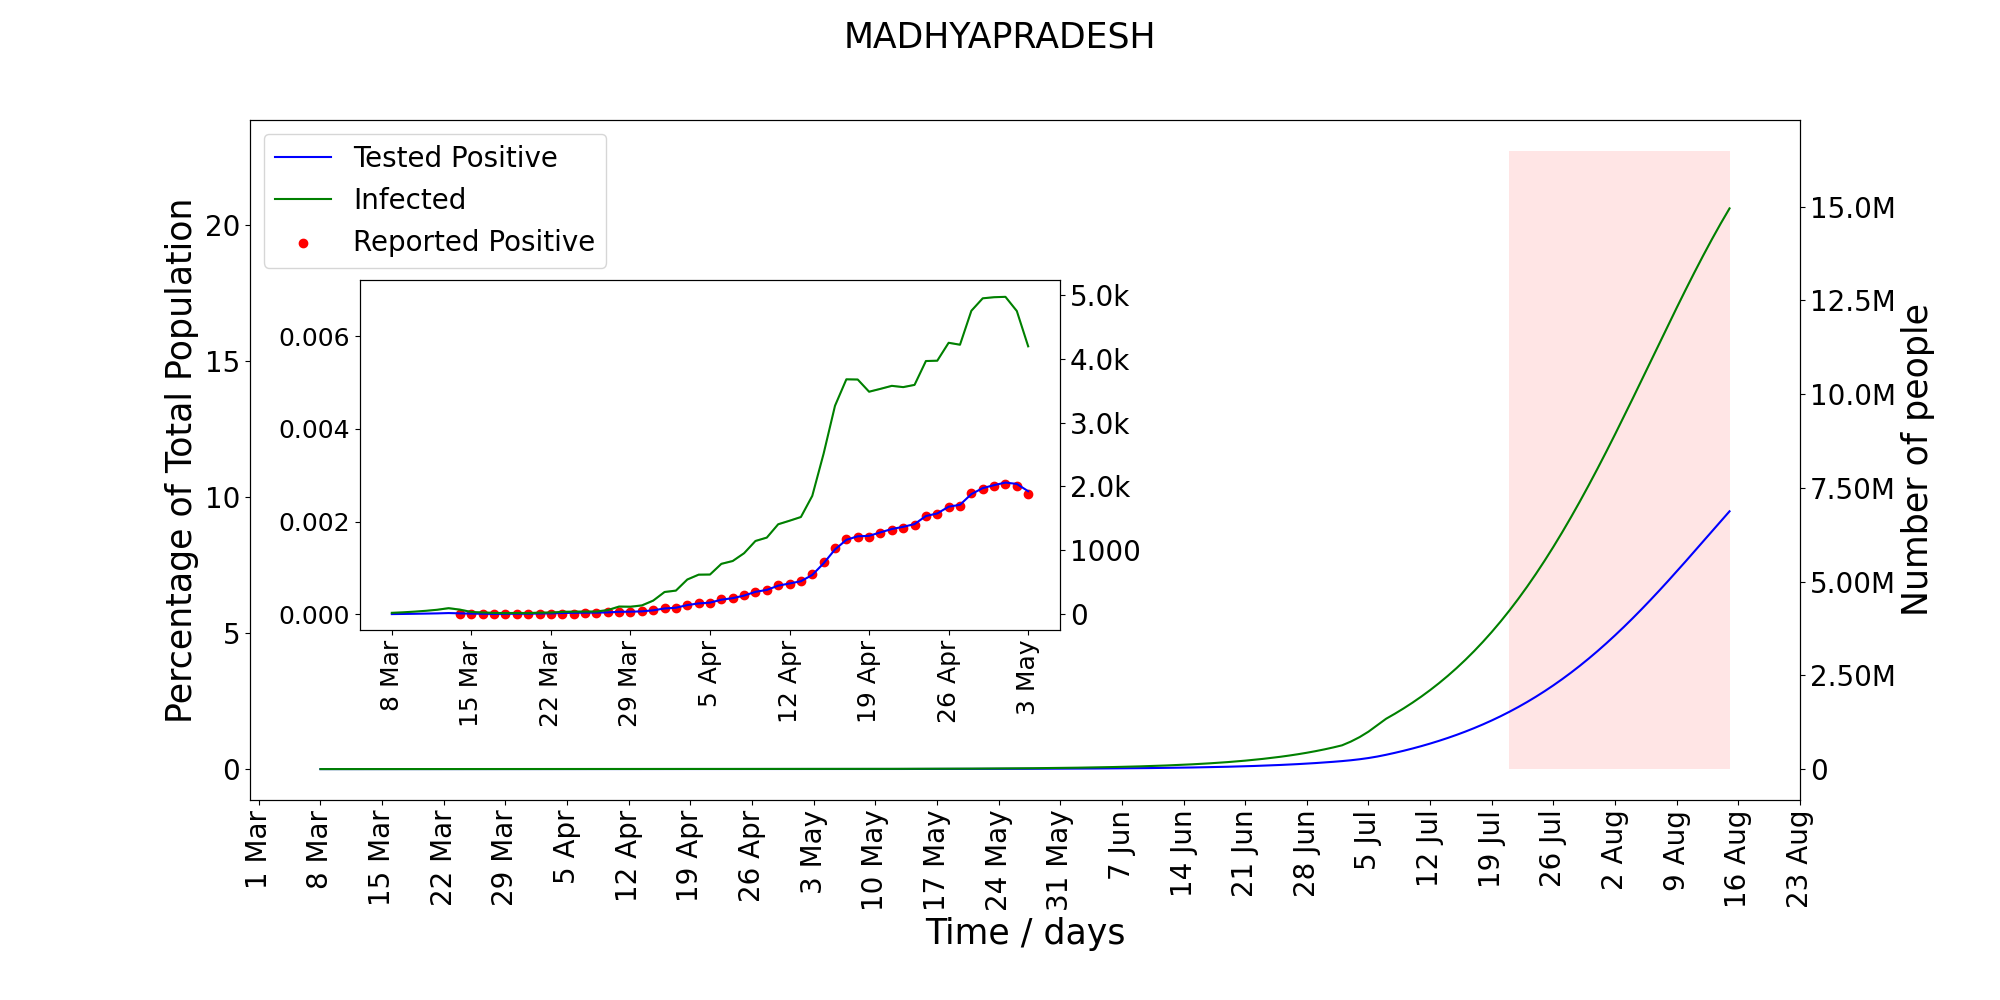 MADHYAPRADESH
Tested Positive
Infected
Reported Positive
Percentage of Total Population
20
15
10
5
0
15.0M
12.5M
10.0M
7.50M
5.00M
2.50M
0
Number of people
0.006
0.004
0.002
0.000
5.0k
4.0k
3.0k
2.0k
1000
0
8 Mar
15 Mar
22 Mar
29 Mar
5 Apr
12 Apr
19 Apr
26 Apr
3 May
1 Mar
8 Mar
15 Mar
22 Mar
29 Mar
5 Apr
12 Apr
19 Apr
26 Apr
3 May
10 May
17 May
24 May
31 May
7 Jun
14 Jun
21 Jun
28 Jun
5 Jul
12 Jul
19 Jul
26 Jul
2 Aug
9 Aug
16 Aug
23 Aug
Time / days